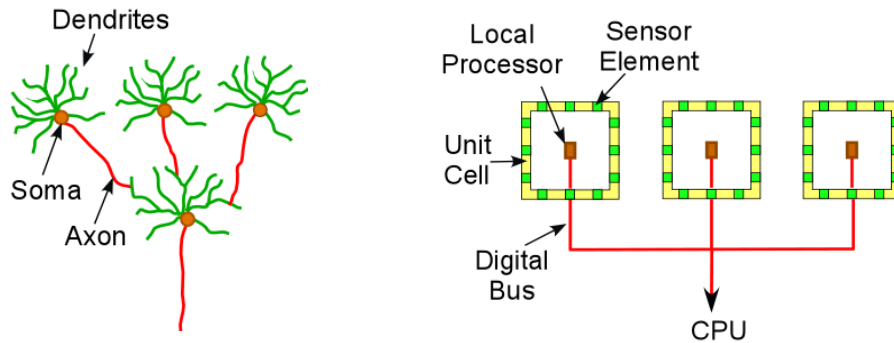 Dendrites
Soma
Axon
Local
Processor
Sensor
Element
Unit
Cell
Digital
Bus
CPU